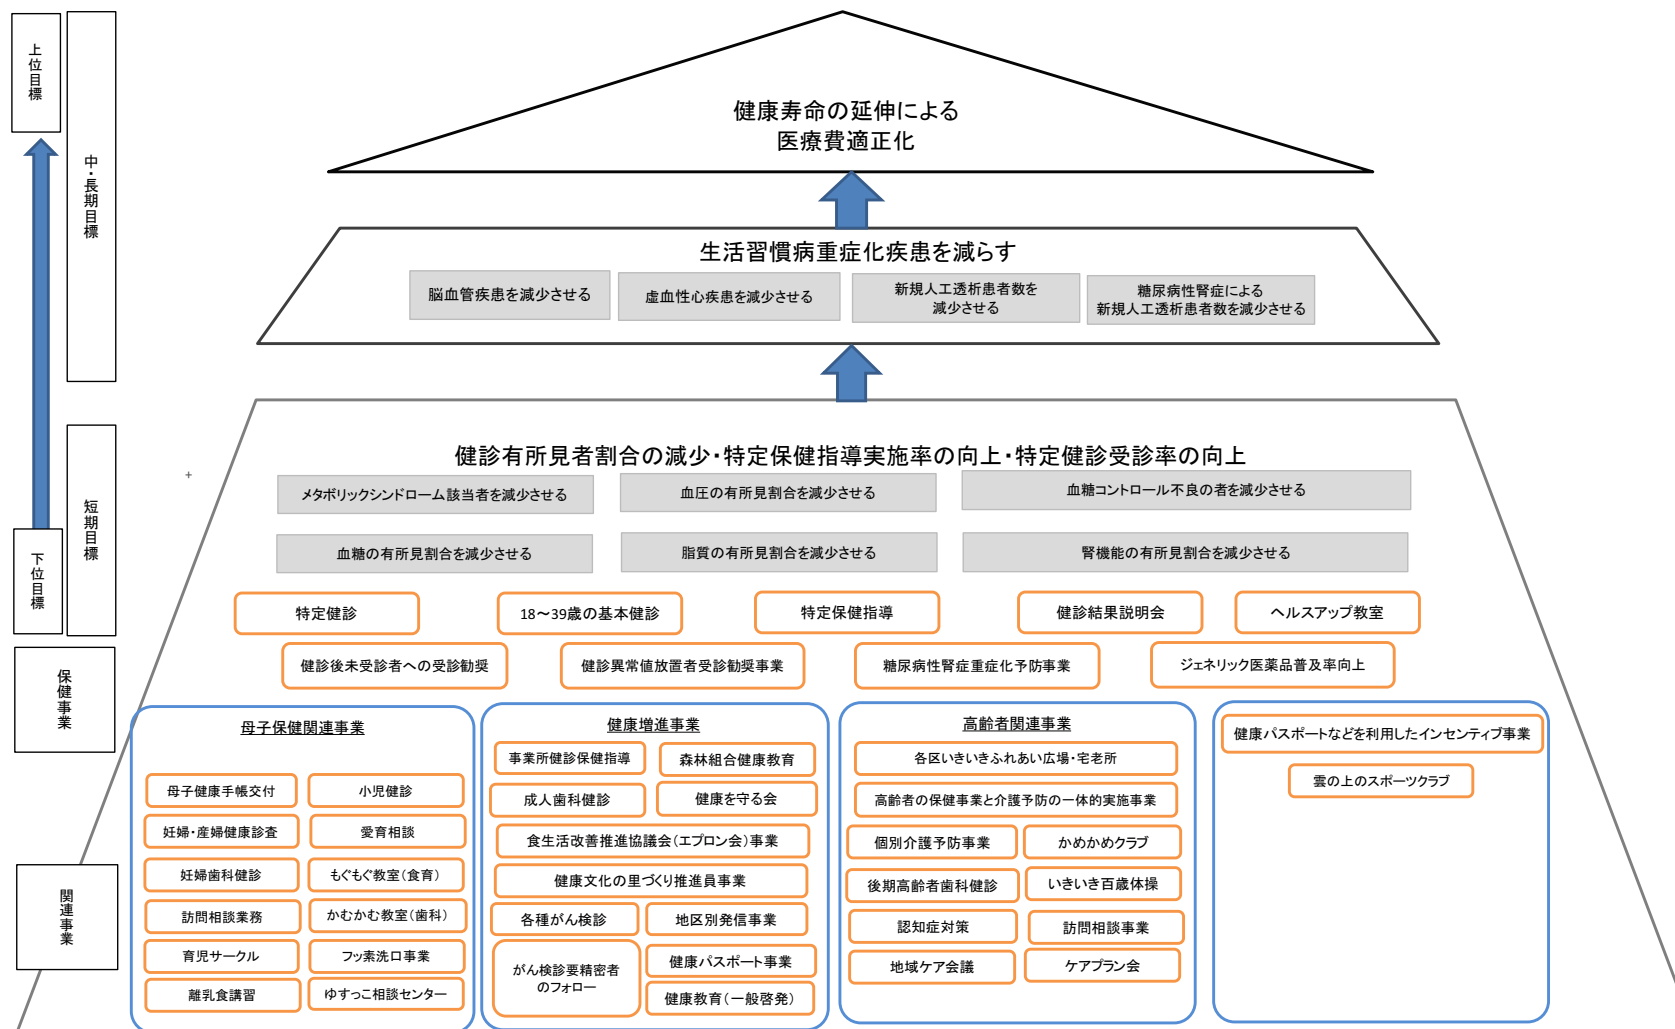 上位目標
中・長期目標
健康寿命の延伸による
医療費適正化
生活習慣病重症化疾患を減らす
脳血管疾患を減少させる
虚血性心疾患を減少させる
新規人工透析患者数を
減少させる
糖尿病性腎症による
新規人工透析患者数を減少させる
短期目標
下位目標
健診有所見者割合の減少・特定保健指導実施率の向上・特定健診受診率の向上
メタボリックシンドローム該当者を減少させる
血圧の有所見割合を減少させる
血糖コントロール不良の者を減少させる
血糖の有所見割合を減少させる
脂質の有所見割合を減少させる
腎機能の有所見割合を減少させる
特定健診
18～39歳の基本健診
特定保健指導
健診結果説明会
ヘルスアップ教室
保健事業
健診後未受診者への受診勧奨
健診異常値放置者受診勧奨事業
糖尿病性腎症重症化予防事業
ジェネリック医薬品普及率向上
関連事業
母子保健関連事業
母子健康手帳交付
小児健診
妊婦・産婦健康診査
愛育相談
妊婦歯科健診
もぐもぐ教室（食育）
訪問相談業務
かむかむ教室（歯科）
育児サークル
フッ素洗口事業
離乳食講習
ゆすっこ相談センター
健康増進事業
事業所健診保健指導
森林組合健康教育
成人歯科健診
健康を守る会
食生活改善推進協議会（エプロン会）事業
健康文化の里づくり推進員事業
各種がん検診
地区別発信事業
がん検診要精密者
のフォロー
健康パスポート事業
健康教育（一般啓発）
高齢者関連事業
各区いきいきふれあい広場・宅老所
高齢者の保健事業と介護予防の一体的実施事業
個別介護予防事業
かめかめクラブ
後期高齢者歯科健診
いきいき百歳体操
認知症対策
訪問相談事業
地域ケア会議
ケアプラン会
健康パスポートなどを利用したインセンティブ事業
雲の上のスポーツクラブ